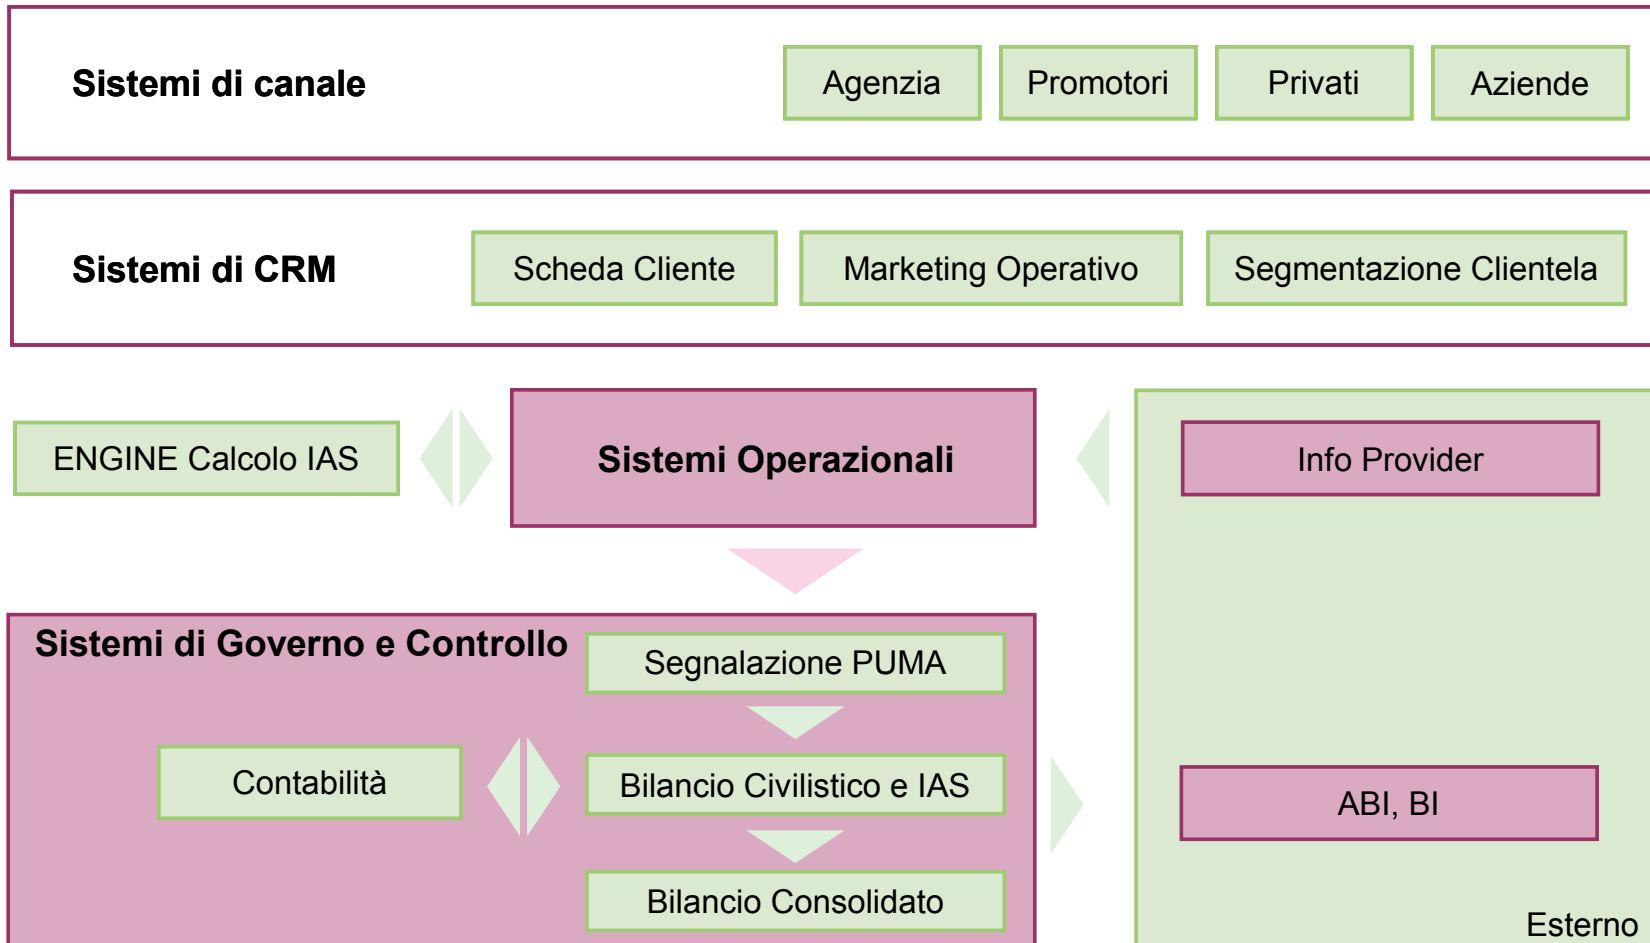 Sistemi di canale
Agenzia
Promotori
Privati
Aziende
Sistemi di CRM
Scheda Cliente
Marketing Operativo
Segmentazione Clientela
ENGINE Calcolo IAS
Sistemi Operazionali
Info Provider
Sistemi di Governo e Controllo
Segnalazione PUMA
Contabilità
Bilancio Civilistico e IAS
ABI, BI
Bilancio Consolidato
Esterno